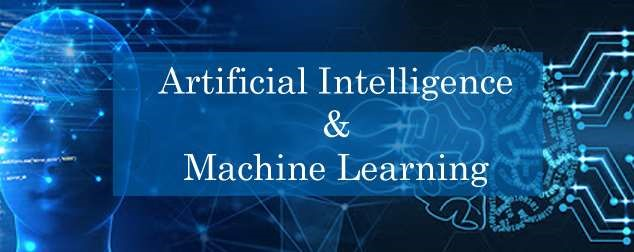 Artificial Intelligence
&
Machine Learning